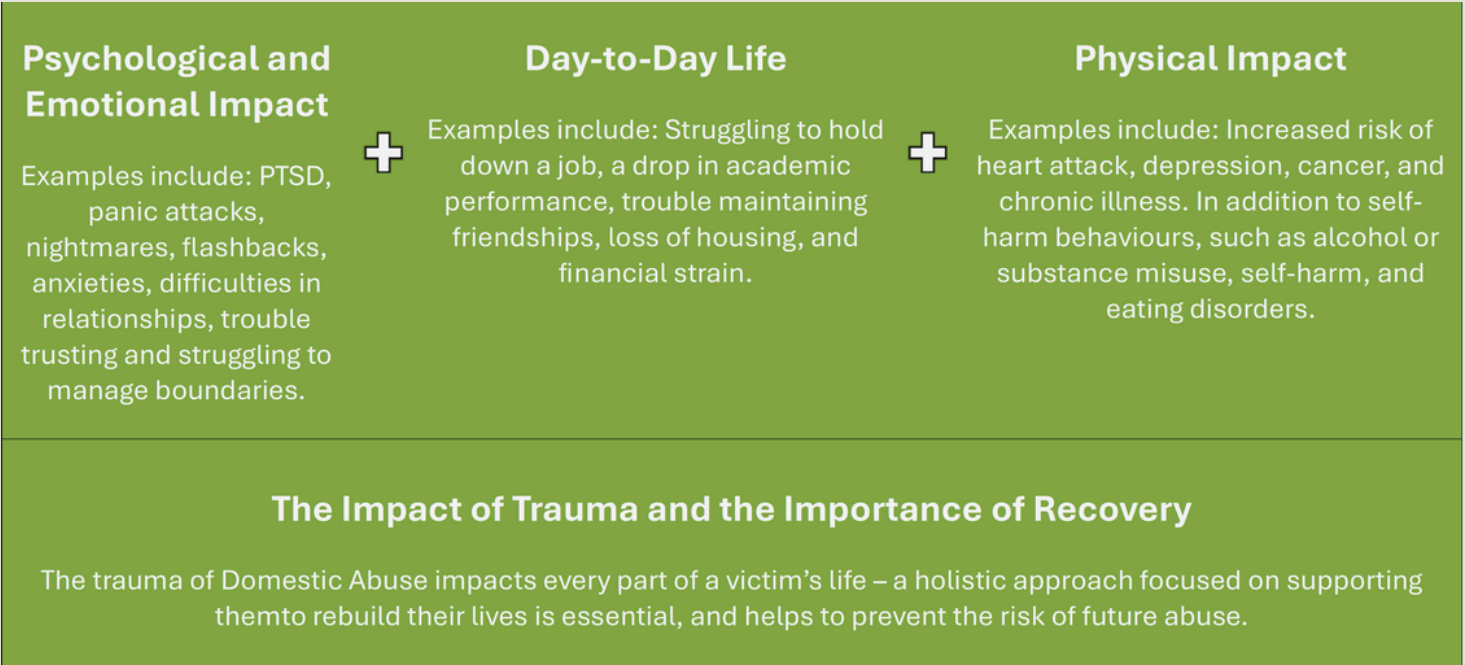 Psychological and
Emotional Impact
Examples include: PTSD,
panic attacks,
nightmares, flashbacks,
anxieties, difficulties in
relationships, trouble
trusting and struggling to
manage boundaries.
Day-to-Day Life
Examples include: Struggling to hold
down a job, a drop in academic
performance, trouble maintaining
friendships, loss of housing, and
financial strain.
Physical Impact
Examples include: Increased risk of
heart attack, depression, cancer, and
chronic illness. In addition to self-
harm behaviours, such as alcohol or
substance misuse, self-harm, and
eating disorders.
The Impact of Trauma and the Importance of Recovery
The trauma of Domestic Abuse impacts every part of a victim’s life – a holistic approach focused on supporting
themto rebuild their lives is essential, and helps to prevent the risk of future abuse.